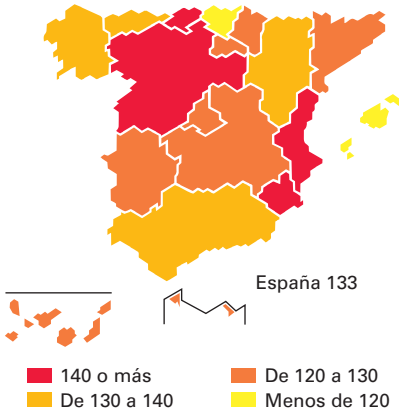 España 133
140 o más
De 120 a 130
De 130 a 140
Menos de 120